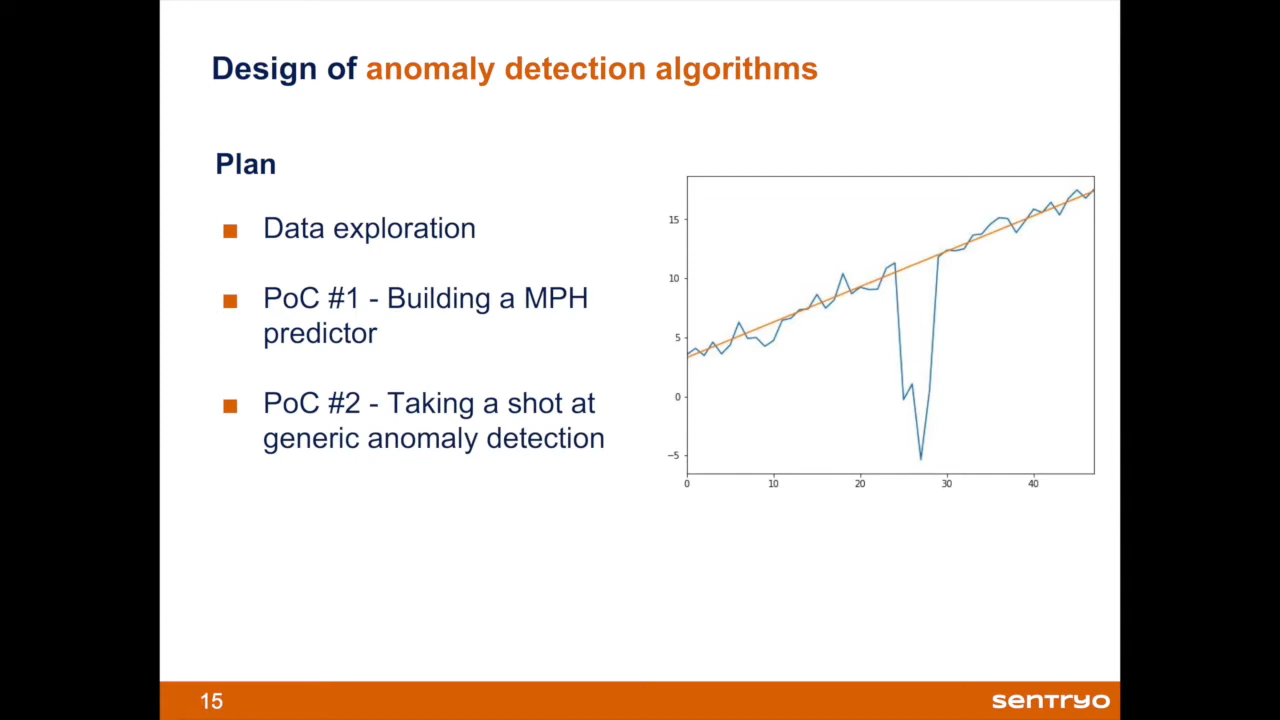 Design of anomaly detection algorithms
Plan
Data exploration
PoC #1 - Building a MPH
predictor
PoC #2 - Taking a shot at
generic anomaly detection
15
10
5
0
−5
0 10 20 30 40
15
sentryo